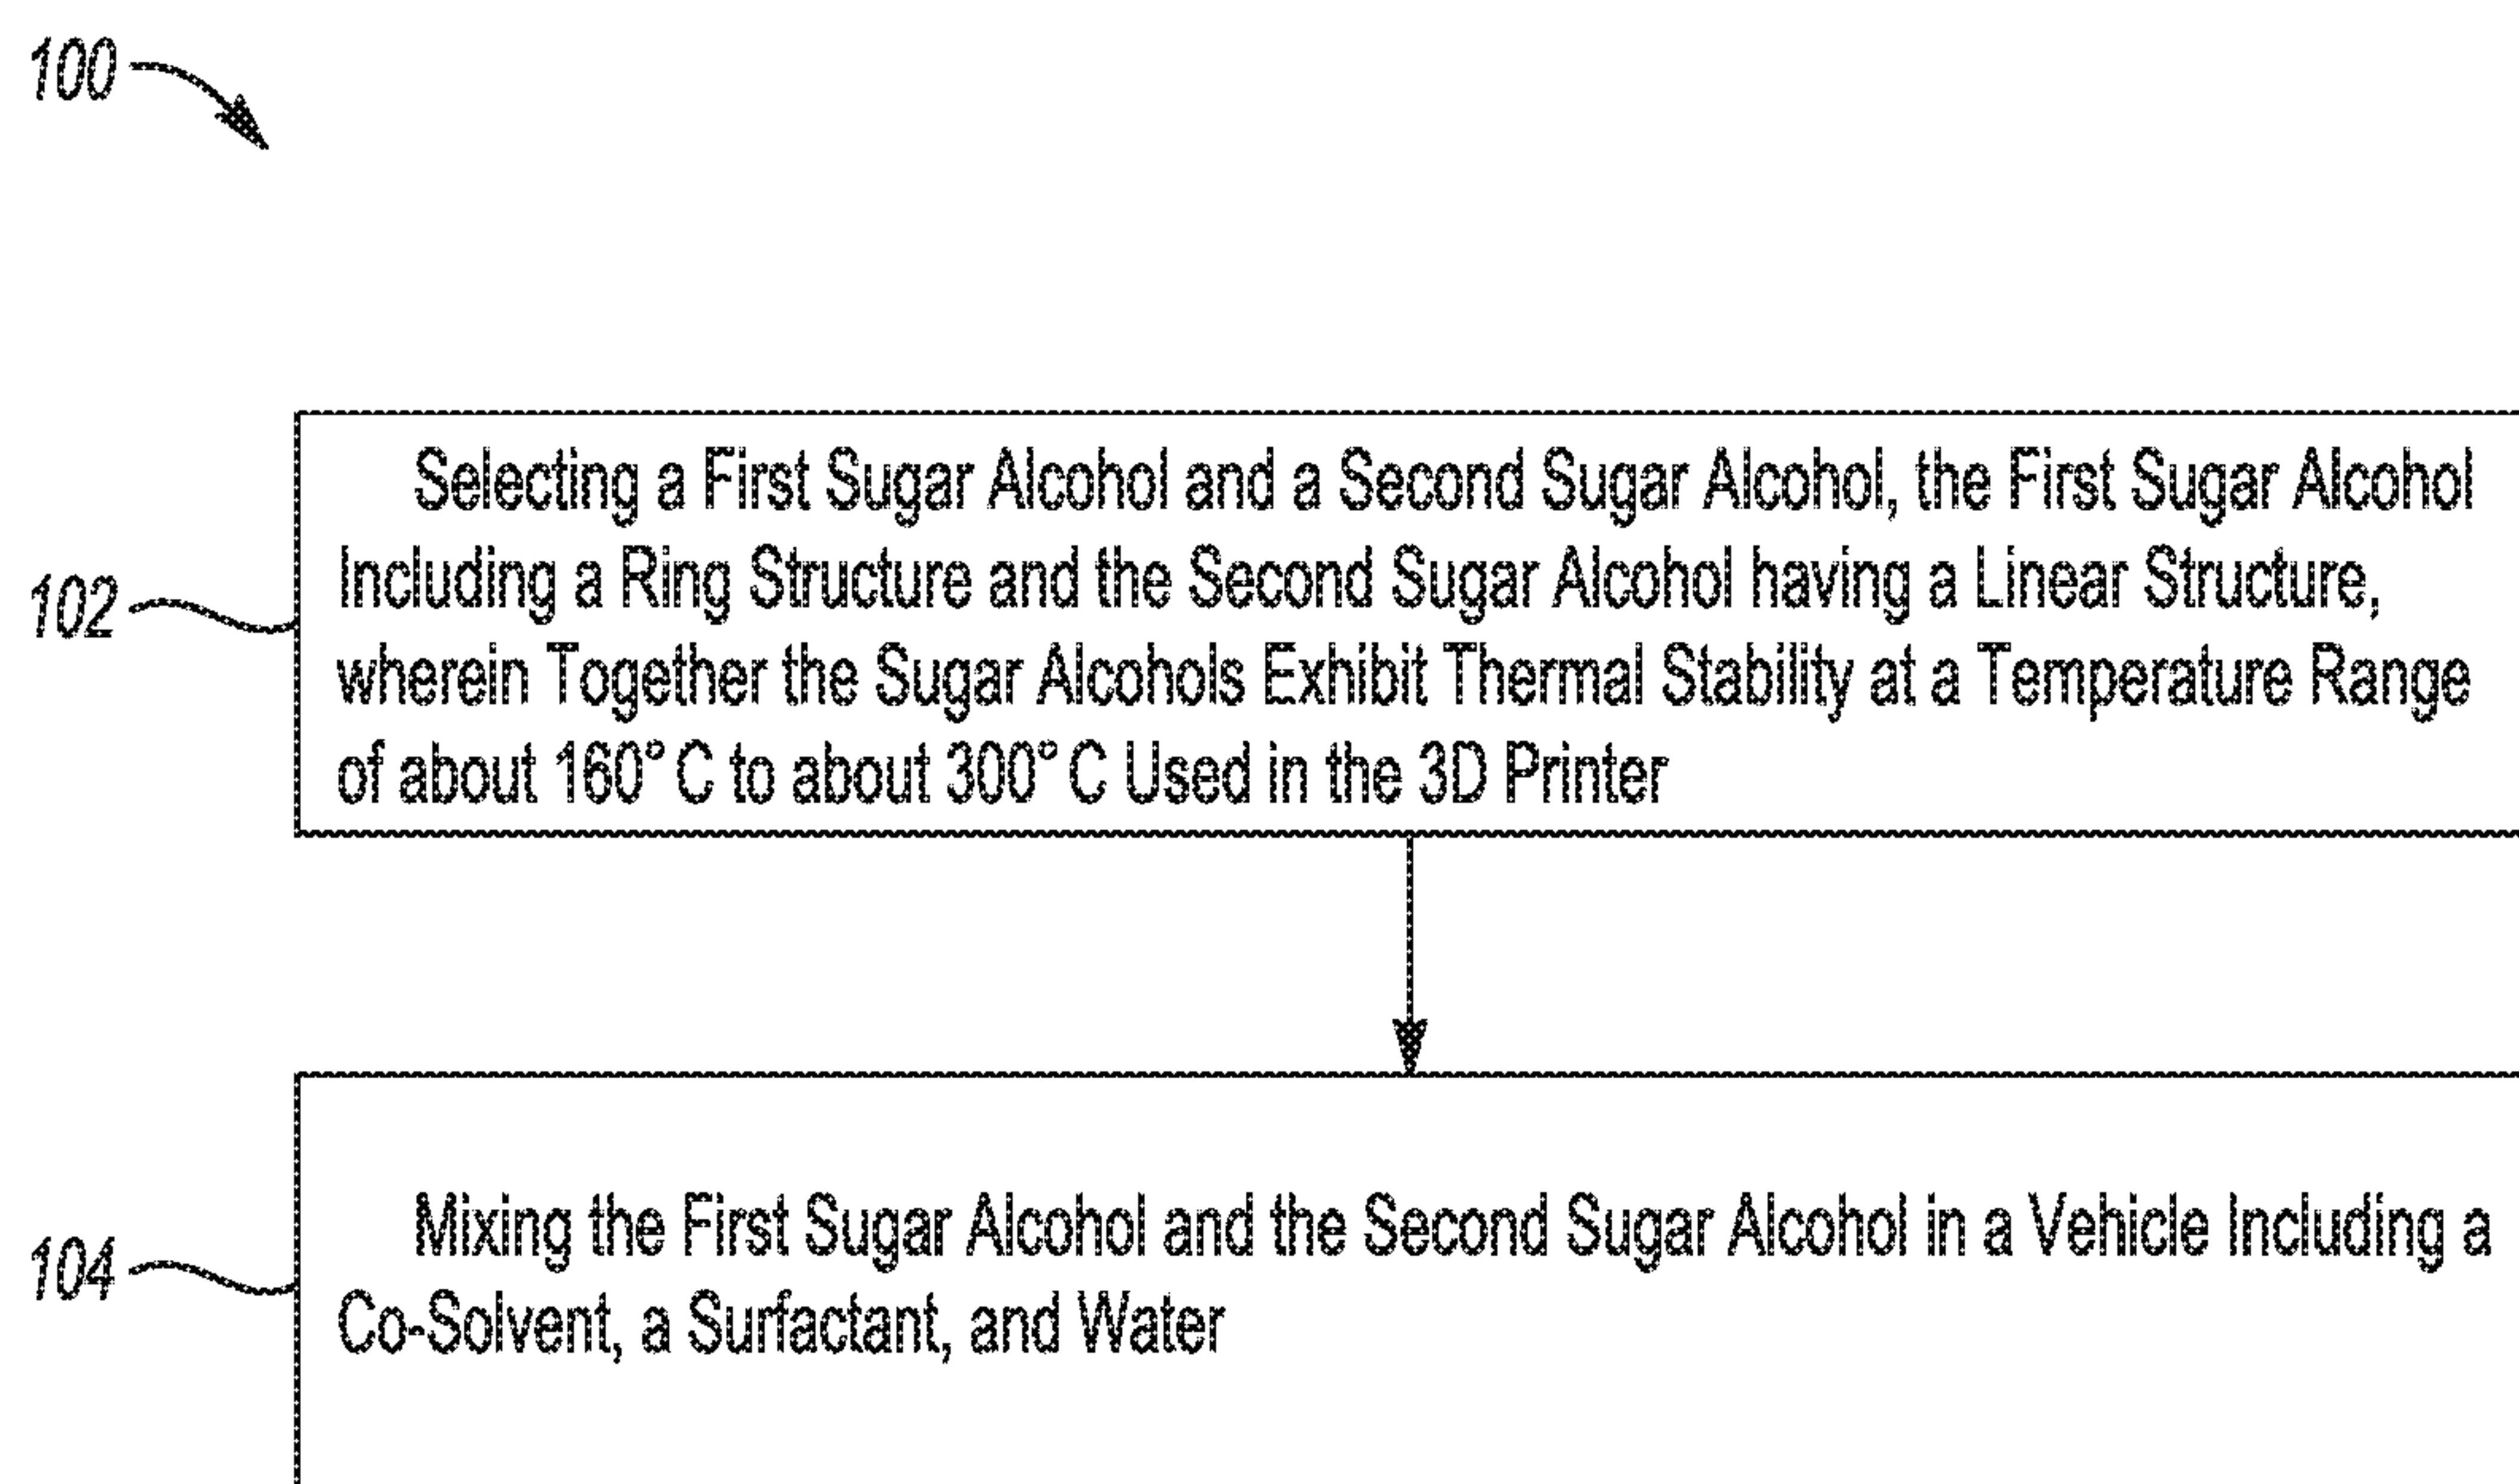 100
Selecting a First Sugar Alcohol and a Second Sugar Alcohol, the First Sugar Alcohol
Including a Ring Structure and the Second Sugar Alcohol having a Linear Structure,
102
wherein Together the Sugar Alcohols Exhibit Thermal Stability at a Temperature Range
of about 160° C to about 300° C Used in the 3D Printer
Mixing the First Sugar Alcohol and the Second Sugar Alcohol in a Vehicle Including a
104
Co-Solvent, a Surfactant, and Water